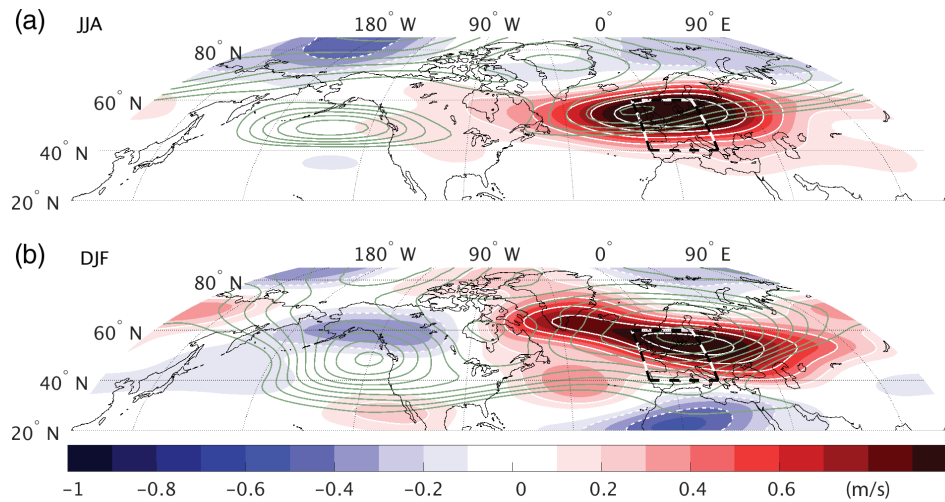 (a) JJA 180° W 90° W 0° 90° E
80° N
60° N
40° N
20° N
(b) DJF 180° W 90° W 0° 90° E
80° N
60° N
40° N
20° N
−1 −0.8 −0.6 −0.4 −0.2 0 0.2 0.4 0.6 (m/s)